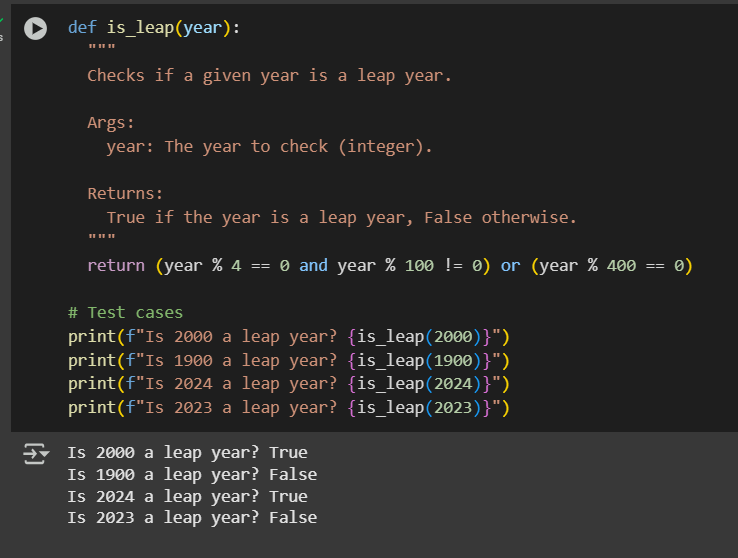 def is_leap(year):
"""
Checks if a given year is a leap year.
Args:
year: The year to check (integer).
Returns:
True if the year is a leap year, False otherwise.
"""
return (year % 4 == 0 and year % 100 != 0) or (year % 400 == 0)
# Test cases
print(f"Is 2000 a leap year? {is_leap(2000)}")
print(f"Is 1900 a leap year? {is_leap(1900)}")
print(f"Is 2024 a leap year? {is_leap(2024)}")
print(f"Is 2023 a leap year? {is_leap(2023)}")
Is 2000 a leap year? True
Is 1900 a leap year? False
Is 2024 a leap year? True
Is 2023 a leap year? False